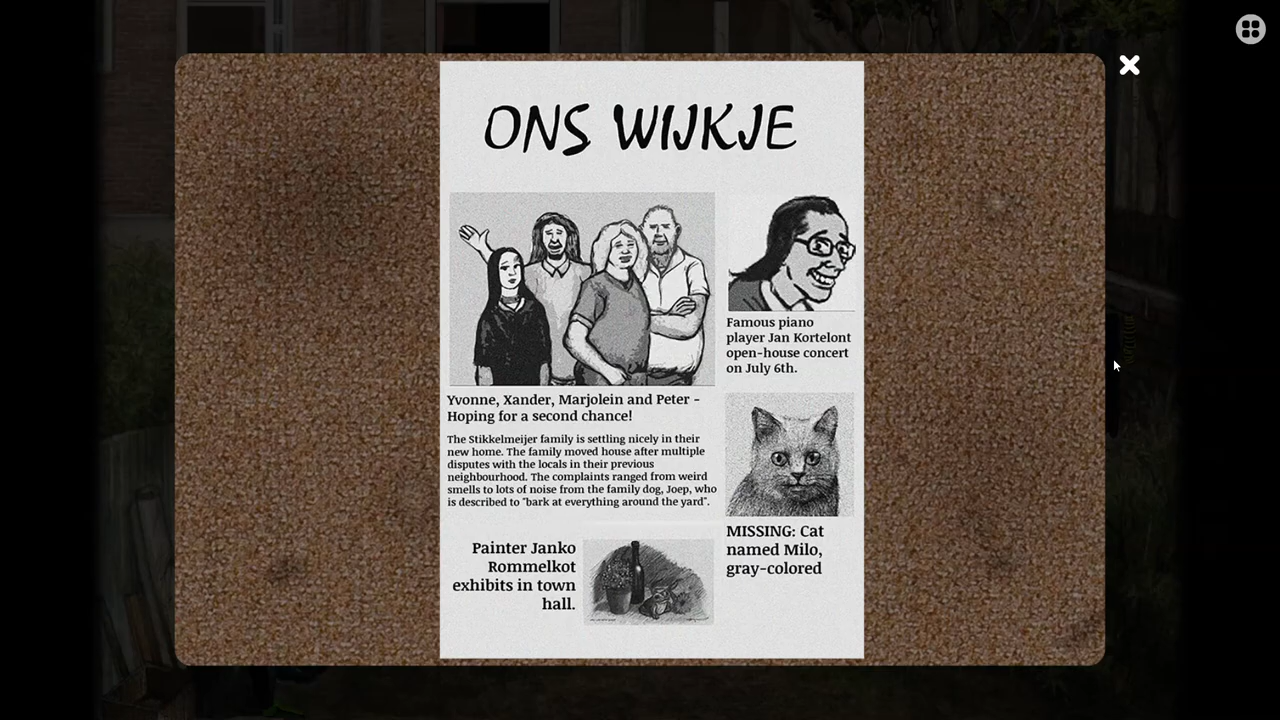 ONS WIJKJE
Yvonne, Xander, Marjolein and Peter -
Hoping for a second chance!
The Stikkelmeijer family is settling nicely in their
new home. The family moved house after multiple
disputes with the locals in their previous
neighbourhood. The complaints ranged from weird
smells to lots of noise from the family dog, Joep, who
is described to "bark at everything around the yard".
Painter Janko
Rommelkot
exhibits in town
hall.
Famous piano
player Jan Kortelont
open-house concert
on July 6th.
MISSING: Cat
named Milo,
gray-colored